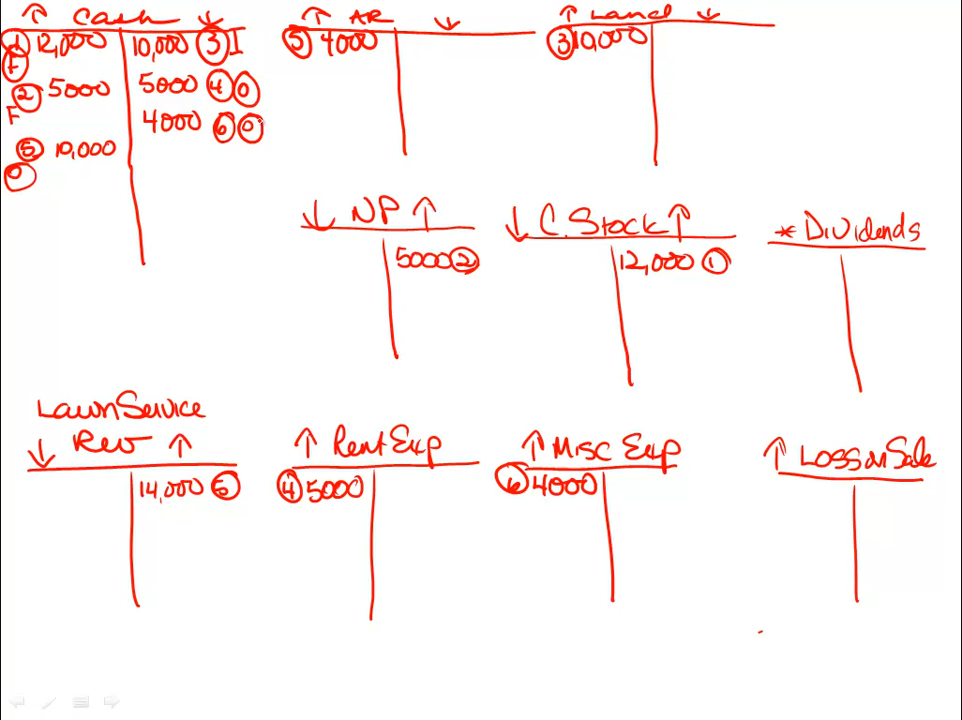 ↑ Cash ↓
① 12,000 10,000 ③ I
F
② 5000 5000 ④ O
F
4000 ⑥ O
⑤ 10,000
O
↑ AR ↓
⑤ 4000
↑ Land ↓
③ 10,000
↓ NP ↑
5000 ②
↓ C. Stock ↑
12,000 ①
* Dividends
Lawn Service
↓ Rev ↑
14,000 ⑤
↑ Rent Exp
④ 5000
↑ Misc Exp
⑥ 4000
↑ Loss on Sale